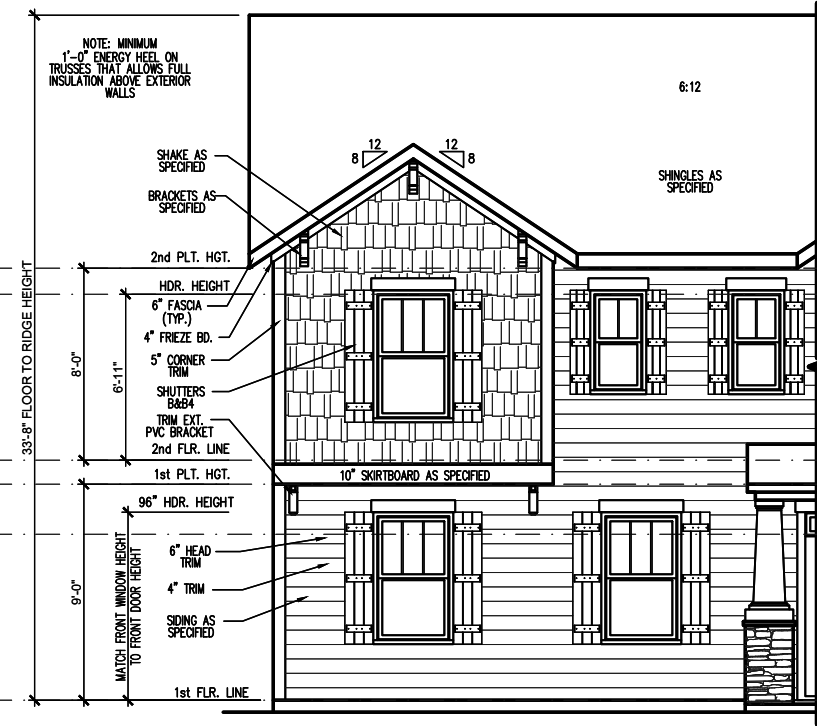 NOTE: MINIMUM
1'-0" ENERGY HEEL ON
TRUSSES THAT ALLOWS FULL
INSULATION ABOVE EXTERIOR
WALLS
6:12
12
8
12
8
SHAKE AS
SPECIFIED
SHINGLES AS
SPECIFIED
BRACKETS AS
SPECIFIED
2nd PLT. HGT.
HDR. HEIGHT
6" FASCIA
(TYP.)
4" FRIEZE BD.
5" CORNER
TRIM
SHUTTERS
B&B4
TRIM EXT.
PVC BRACKET
2nd FLR. LINE
1st PLT. HGT.
10" SKIRTBOARD AS SPECIFIED
96" HDR. HEIGHT
6" HEAD
TRIM
4" TRIM
SIDING AS
SPECIFIED
1st FLR. LINE
33'-8" FLOOR TO RIDGE HEIGHT
8'-0"
6'-11"
9'-0"
MATCH FRONT WINDOW HEIGHT
TO FRONT DOOR HEIGHT